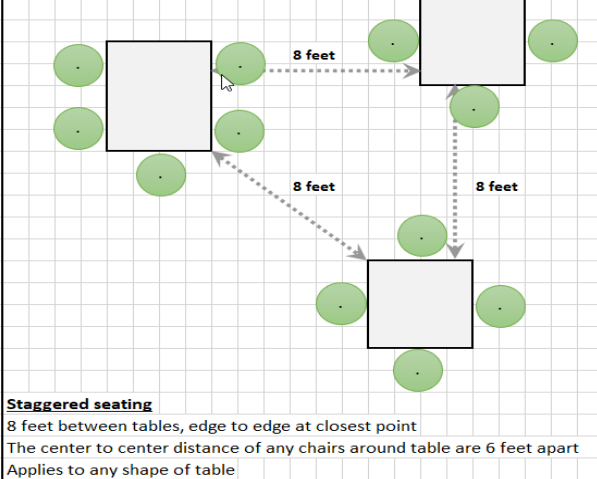 8 feet
8 feet
8 feet
Staggered seating
8 feet between tables, edge to edge at closest point
The center to center distance of any chairs around table are 6 feet apart
Applies to any shape of table